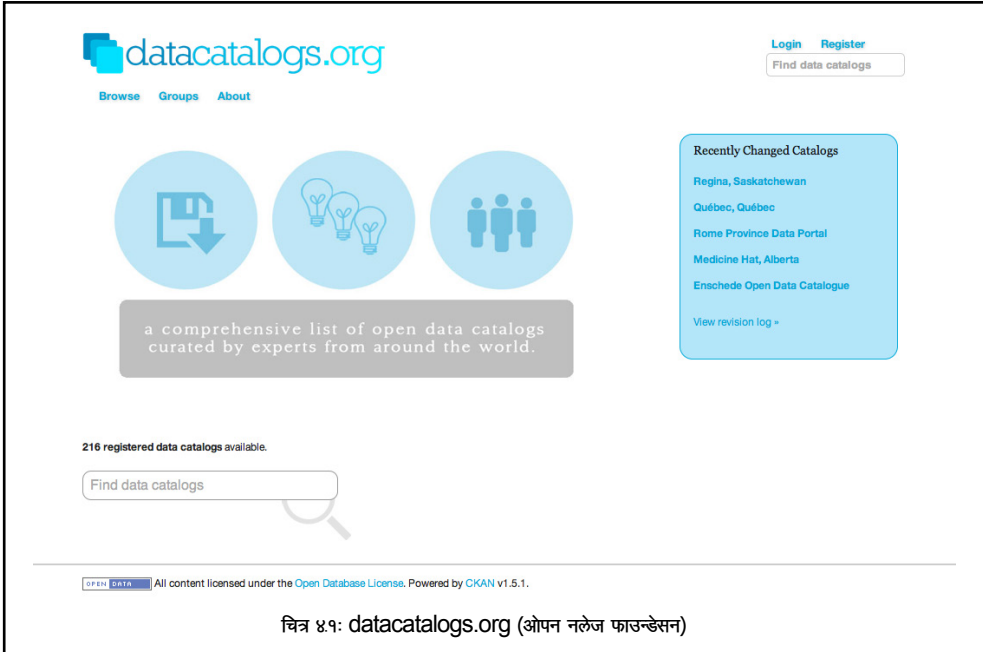 datacatalogs.org
Login Register
Find data catalogs
Browse Groups About
Recently Changed Catalogs
Regina, Saskatchewan
Québec, Québec
Rome Province Data Portal
Medicine Hat, Alberta
Enschede Open Data Catalogue
View revision log »
a comprehensive list of open data catalogs
curated by experts from around the world.
216 registered data catalogs available.
Find data catalogs
OPEN DATA All content licensed under the Open Database License. Powered by CKAN v1.5.1.
चित्र ४.१: datacatalogs.org (ओपन नलेज फाउन्डेसन)